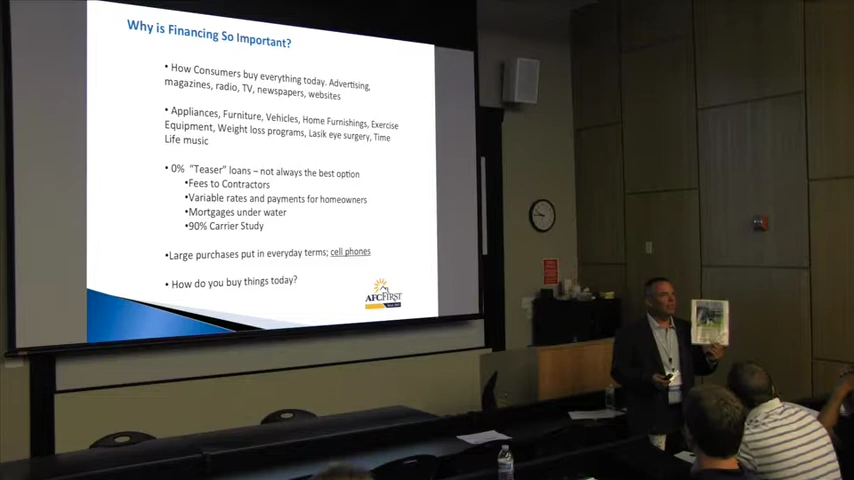 Why is Financing So Important?
• How Consumers buy everything today. Advertising,
magazines, radio, TV, newspapers, websites
• Appliances, Furniture, Vehicles, Home Furnishings, Exercise
Equipment, Weight loss programs, Lasik eye surgery, Time
Life music
• 0% “Teaser” loans – not always the best option
•Fees to Contractors
•Variable rates and payments for homeowners
•Mortgages under water
•90% Carrier Study
•Large purchases put in everyday terms; cell phones
• How do you buy things today?
AFCFIRST